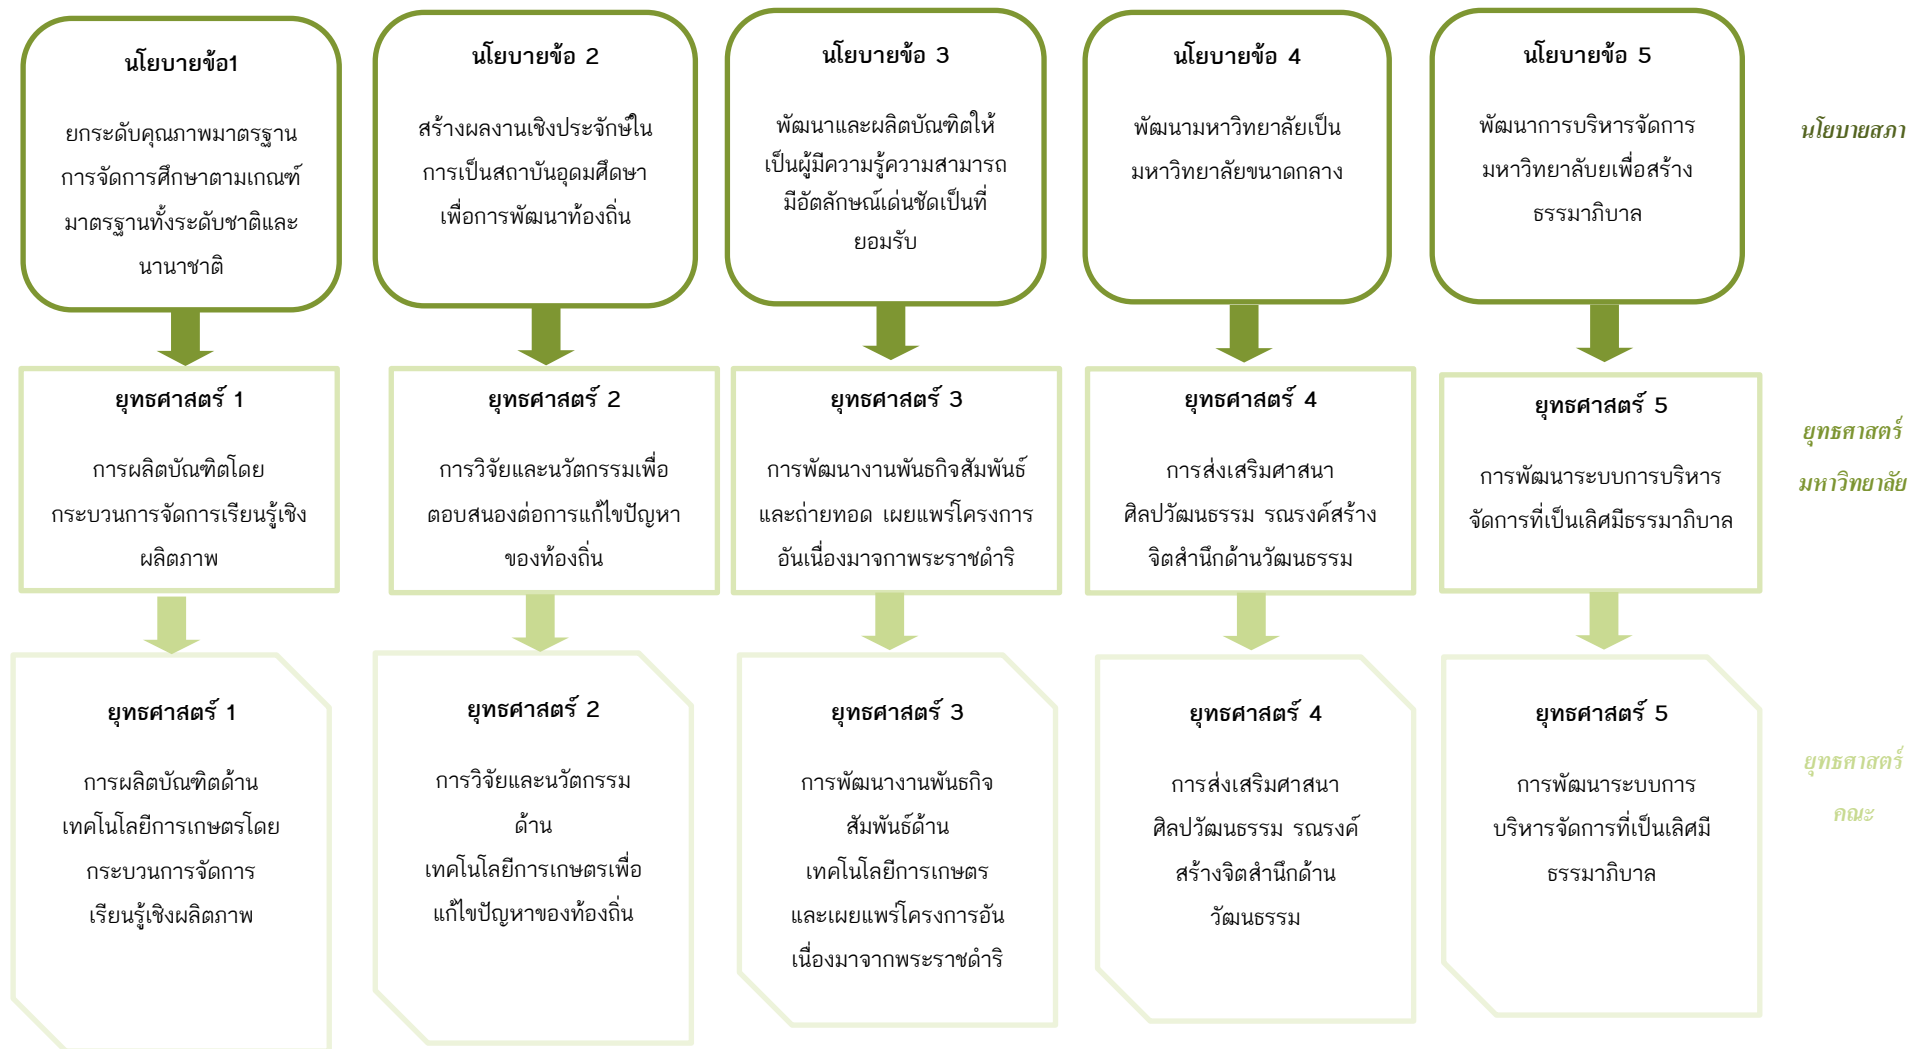 นโยบายข้อ1
ยกระดับคุณภาพมาตรฐาน
การจัดการศึกษาตามเกณฑ์
มาตรฐานทั้งระดับชาติและ
นานาชาติ
นโยบายข้อ 2
สร้างผลงานเชิงประจักษ์ใน
การเป็นสถาบันอุดมศึดษา
เพื่อการพัฒนาท้องถิ่น
นโยบายข้อ 3
พัฒนาและผลิตบัณฑิตให้
เป็นผู้มีความรู้ความสามารถ
มีอัตลักษณ์เด่นชัดเป็นที่
ยอมรับ
นโยบายข้อ 4
พัฒนามหาวิทยาลัยเป็น
มหาวิทยาลัยขนาดกลาง
นโยบายข้อ 5
พัฒนาการบริหารจัดการ
มหาวิทยาลับยเพื่อสร้าง
ธรรมาภิบาล
นโยบายสภา
ยุทธศาสตร์ 1
การผลิตบัณฑิตโดย
กระบวนการจัดการเรียนรู้เชิง
ผลิตภาพ
ยุทธศาสตร์ 2
การวิจัยและนวัตกรรมเพื่อ
ตอบสนองต่อการแก้ไขปัญหา
ของท้องถิ่น
ยุทธศาสตร์ 3
การพัฒนางานพันธกิจสัมพันธ์
และถ่ายทอด เผยแพร่โครงการ
อันเนื่องมาจกาพระราชดำริ
ยุทธศาสตร์ 4
การส่งเสริมศาสนา
ศิลปวัฒนธรรม รณรงค์สร้าง
จิตสำนึกด้านวัฒนธรรม
ยุทธศาสตร์ 5
การพัฒนาระบบการบริหาร
จัดการที่เป็นเลิศมีธรรมาภิบาล
ยุทธศาสตร์
มหาวิทยาลัย
ยุทธศาสตร์ 1
การผลิตบัณฑิตด้าน
เทคโนโลยีการเกษตรโดย
กระบวนการจัดการ
เรียนรู้เชิงผลิตภาพ
ยุทธศาสตร์ 2
การวิจัยและนวัตกรรม
ด้าน
เทคโนโลยีการเกษตรเพื่อ
แก้ไขปัญหาของท้องถิ่น
ยุทธศาสตร์ 3
การพัฒนางานพันธกิจ
สัมพันธ์ด้าน
เทคโนโลยีการเกษตร
และเผยแพร่โครงการอัน
เนื่องมาจากพระราชดำริ
ยุทธศาสตร์ 4
การส่งเสริมศาสนา
ศิลปวัฒนธรรม รณรงค์
สร้างจิตสำนึกด้าน
วัฒนธรรม
ยุทธศาสตร์ 5
การพัฒนาระบบการ
บริหารจัดการที่เป็นเลิศมี
ธรรมาภิบาล
ยุทธศาสตร์
คณะ